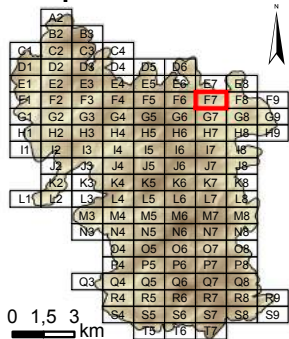 A2
N
B2 B3
C1 C2 C3 C4
D1 D2 D3 D4 D5 D6
E1 E2 E3 E4 E5 E6 E7 E8
F1 F2 F3 F4 F5 F6 F7 F8 F9
G1 G2 G3 G4 G5 G6 G7 G8 G9
H1 H2 H3 H4 H5 H6 H7 H8 H9
I1 I2 I3 I4 I5 I6 I7 I8
J2 J3 J4 J5 J6 J7 J8
K2 K3 K4 K5 K6 K7 K8
L1 L2 L3 L4 L5 L6 L7 L8
M3 M4 M5 M6 M7 M8
N3 N4 N5 N6 N7 N8
O4 O5 O6 O7 O8
P4 P5 P6 P7 P8
Q3 Q4 Q5 Q6 Q7 Q8
R4 R5 R6 R7 R8 R9
S4 S5 S6 S7 S8 S9
T5 T6 T7
0 1,5 3
km